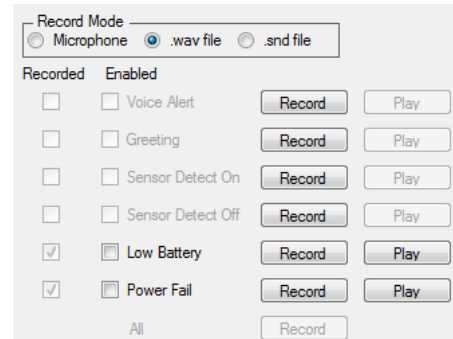 Record Mode
Microphone .wav file .snd file
Recorded Enabled
Voice Alert Record Play
Greeting Record Play
Sensor Detect On Record Play
Sensor Detect Off Record Play
Low Battery Record Play
Power Fail Record Play
All Record